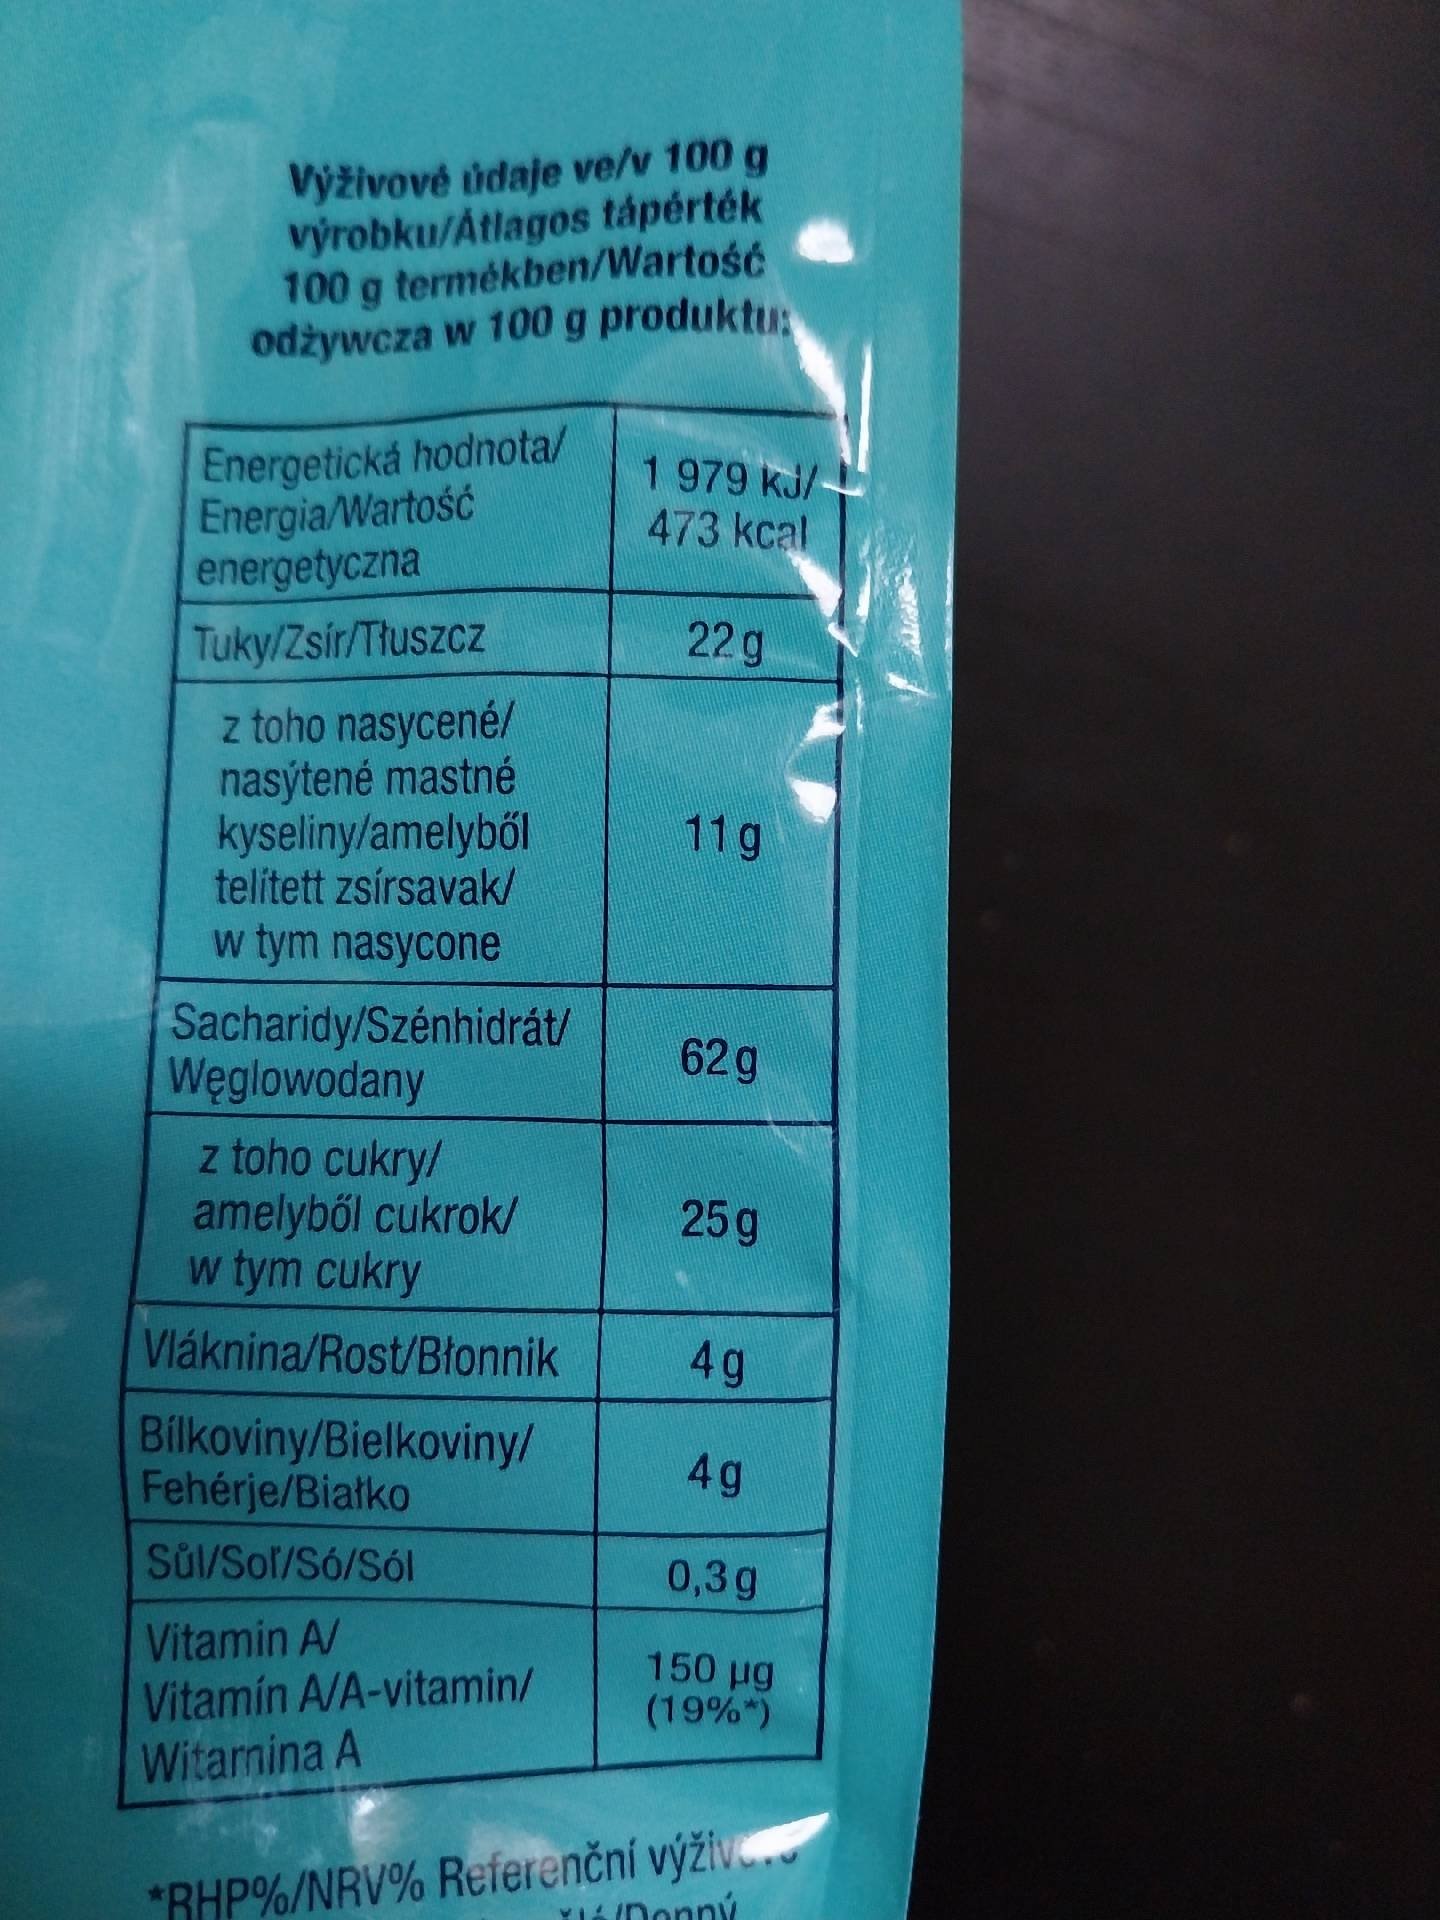 Výživové údaje ve/v 100 g
výrobku/Átlagos tápérték
100 g termékben/Wartość
odżywcza w 100 g produktu:
Energetická hodnota/
Energia/Wartość
energetyczna
1 979 kJ/
473 kcal
Tuky/Zsír/Tłuszcz
22 g
z toho nasycené/
nasýtené mastné
kyseliny/amelyből
telített zsírsavak/
w tym nasycone
11 g
Sacharidy/Szénhidrát/
Węglowodany
62 g
z toho cukry/
amelyből cukrok/
w tym cukry
25 g
Vláknina/Rost/Błonnik
4 g
Bílkoviny/Bielkoviny/
Fehérje/Białko
4 g
Sůl/Soľ/Só/Sól
0,3 g
Vitamin A/
Vitamín A/A-vitamin/
Witamina A
150 µg
(19%*)
*RHP%/NRV% Referenční